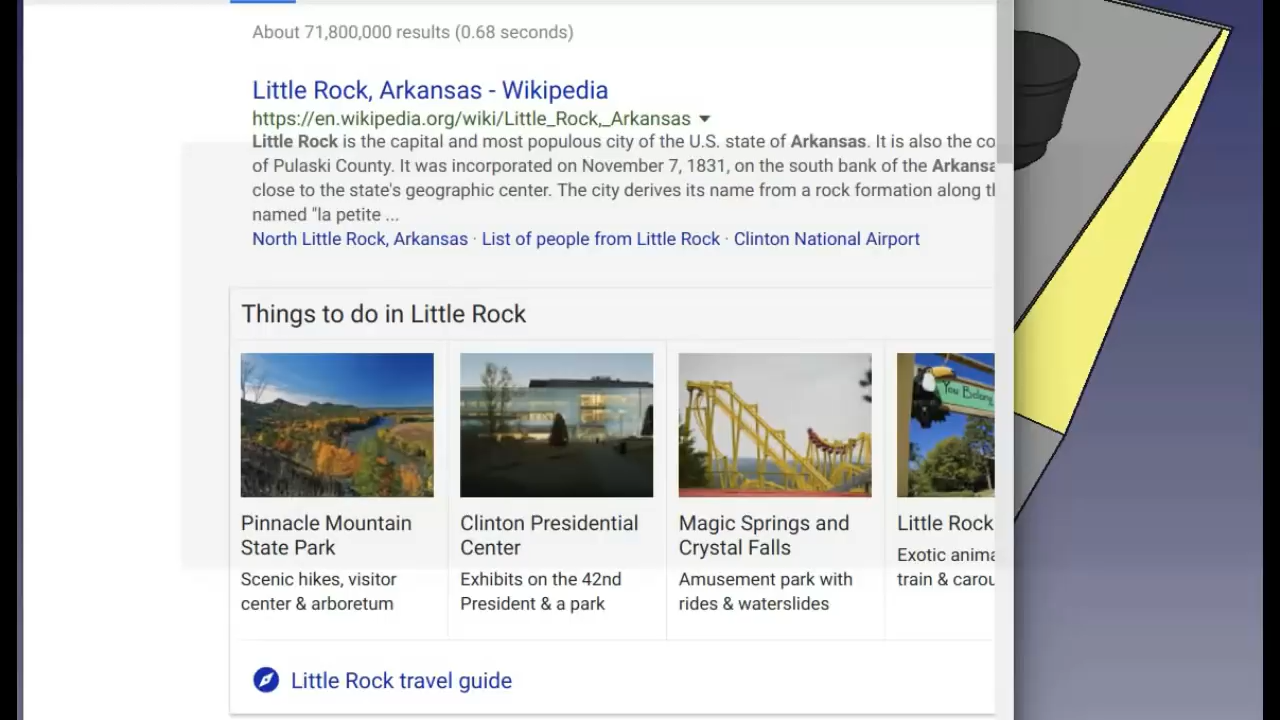 About 71,800,000 results (0.68 seconds)
Little Rock, Arkansas - Wikipedia
https://en.wikipedia.org/wiki/Little_Rock,_Arkansas
Little Rock is the capital and most populous city of the U.S. state of Arkansas. It is also the co
of Pulaski County. It was incorporated on November 7, 1831, on the south bank of the Arkansa
close to the state's geographic center. The city derives its name from a rock formation along th
named "la petite ...
North Little Rock, Arkansas · List of people from Little Rock · Clinton National Airport
Things to do in Little Rock
You Belong
Pinnacle Mountain State Park
Scenic hikes, visitor center & arboretum
Clinton Presidential Center
Exhibits on the 42nd President & a park
Magic Springs and Crystal Falls
Amusement park with rides & waterslides
Little Rock
Exotic anima
train & carou
Little Rock travel guide